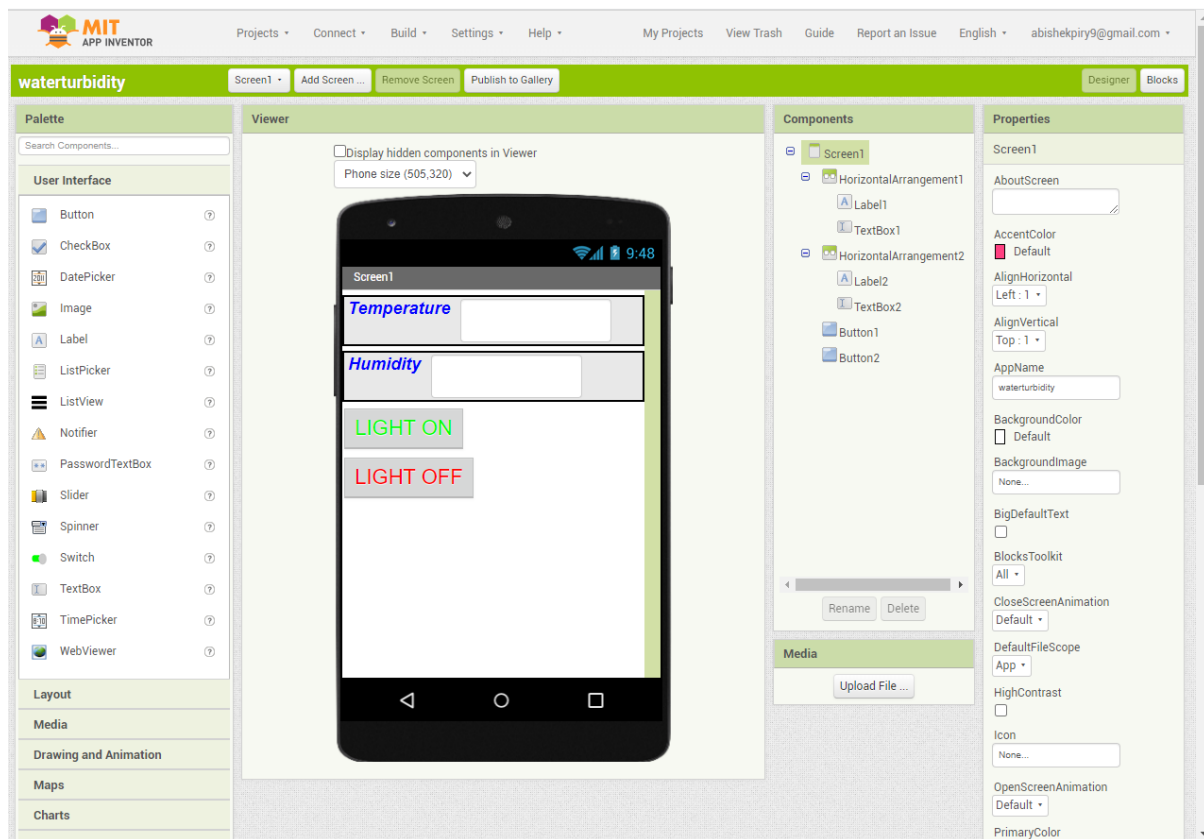 MIT
APP INVENTOR
Projects Connect Build Settings Help My Projects View Trash Guide Report an Issue English abishekpiry9@gmail.com
waterturbidity Screen1 Add Screen ... Remove Screen Publish to Gallery Designer Blocks
Palette
Search Components...
User Interface
Button
CheckBox
DatePicker
Image
Label
ListPicker
ListView
Notifier
PasswordTextBox
Slider
Spinner
Switch
TextBox
TimePicker
WebViewer
Layout
Media
Drawing and Animation
Maps
Charts
Viewer
Display hidden components in Viewer
Phone size (505,320)
9:48
Screen1
Temperature
Humidity
LIGHT ON
LIGHT OFF
Components
Screen1
HorizontalArrangement1
Label1
TextBox1
HorizontalArrangement2
Label2
TextBox2
Button1
Button2
Rename Delete
Media
Upload File ...
Properties
Screen1
AboutScreen
AccentColor
Default
AlignHorizontal
Left : 1
AlignVertical
Top : 1
AppName
waterturbidity
BackgroundColor
Default
BackgroundImage
None...
BigDefaultText
BlocksToolkit
All
CloseScreenAnimation
Default
DefaultFileScope
App
HighContrast
Icon
None...
OpenScreenAnimation
Default
PrimaryColor